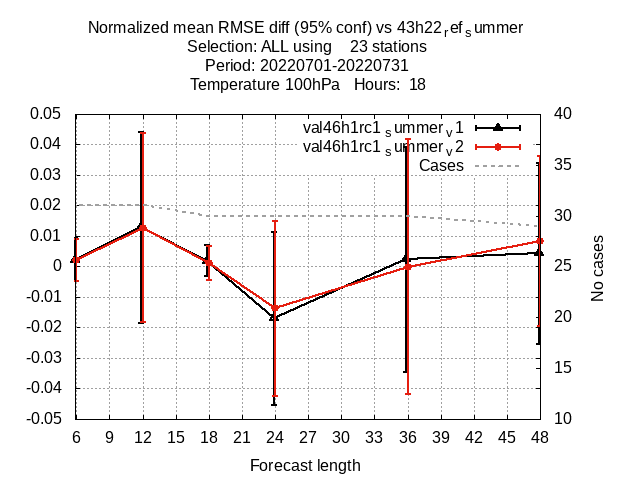 Normalized mean RMSE diff (95% conf) vs 43h22refsummer
Selection: ALL using 23 stations
Period: 20220701-20220731
Temperature 100hPa Hours: 18
val46h1rc1summerv1
val46h1rc1summerv2
Cases
0.05
0.04
0.03
0.02
0.01
0
-0.01
-0.02
-0.03
-0.04
-0.05
40
35
30
25
20
15
10
No cases
6 9 12 15 18 21 24 27 30 33 36 39 42 45 48
Forecast length